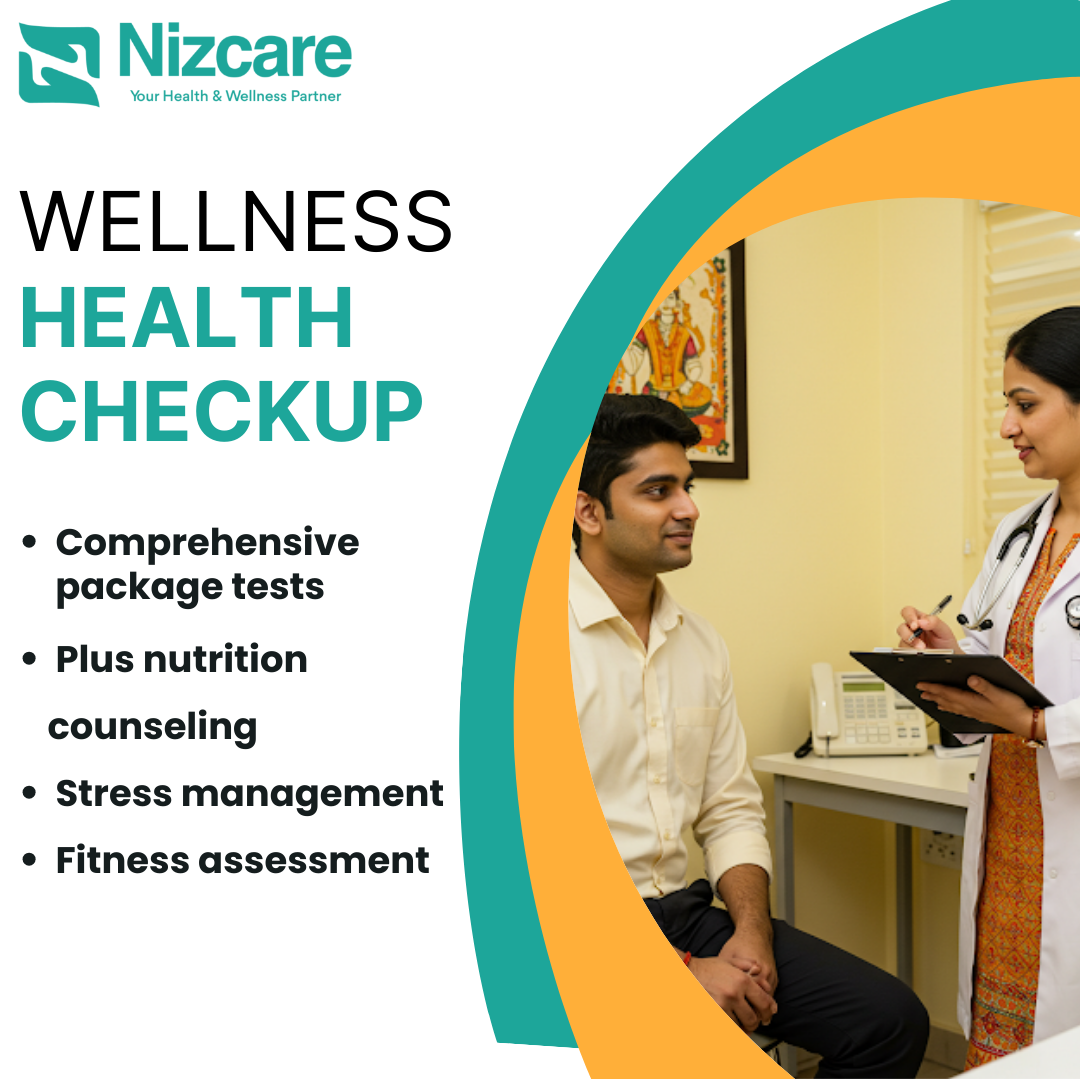 Nizcare
Your Health & Wellness Partner
WELLNESS
HEALTH
CHECKUP
• Comprehensive
package tests
• Plus nutrition
counseling
• Stress management
• Fitness assessment